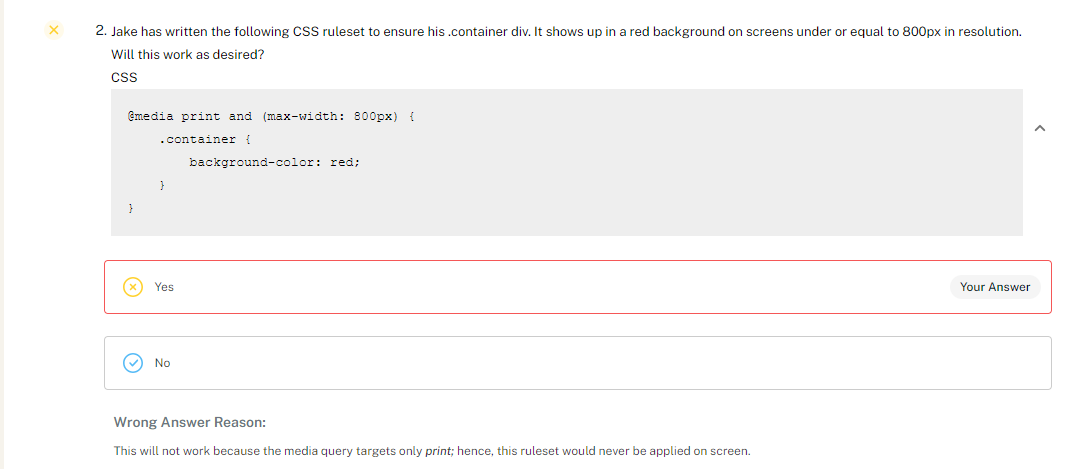 2. Jake has written the following CSS ruleset to ensure his .container div. It shows up in a red background on screens under or equal to 800px in resolution.
Will this work as desired?
CSS
@media print and (max-width: 800px) {
    .container {
        background-color: red;
    }
}
Yes
Your Answer
No
Wrong Answer Reason:
This will not work because the media query targets only print; hence, this ruleset would never be applied on screen.